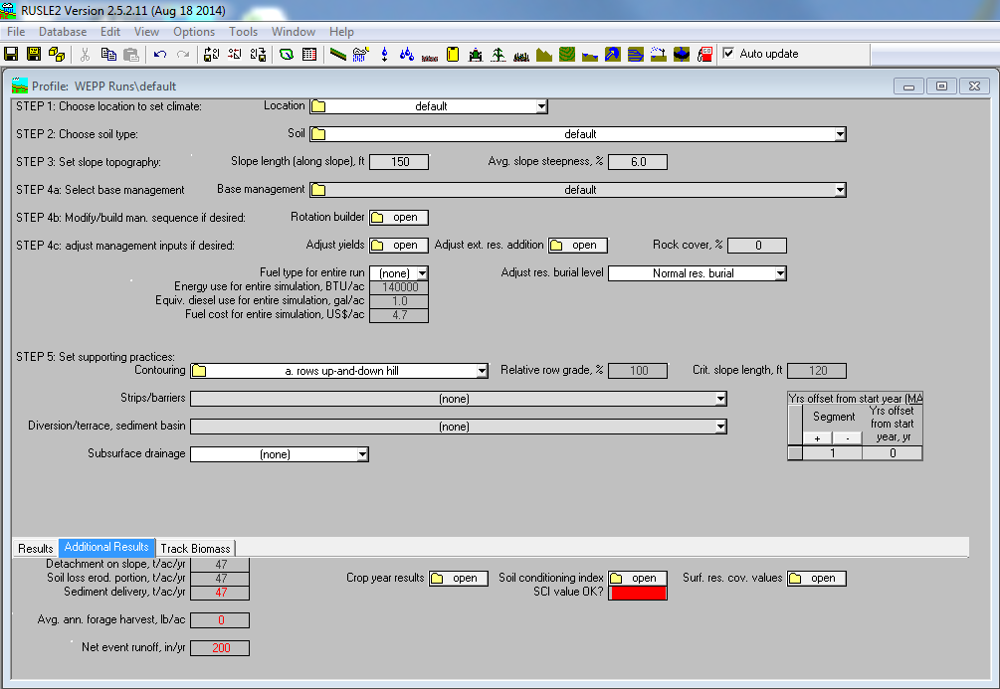 RUSLE2 Version 2.5.2.11 (Aug 18 2014)
File Database Edit View Options Tools Window Help
Auto update
Profile: WEPP Runs\default
STEP 1: Choose location to set climate: Location default
STEP 2: Choose soil type: Soil default
STEP 3: Set slope topography: Slope length (along slope), ft 150 Avg. slope steepness, % 6.0
STEP 4a: Select base management Base management default
STEP 4b: Modify/build man. sequence if desired: Rotation builder open
STEP 4c: adjust management inputs if desired: Adjust yields open Adjust ext. res. addition open Rock cover, % 0
Fuel type for entire run (none) Adjust res. burial level Normal res. burial
Energy use for entire simulation, BTU/ac 140000
Equiv. diesel use for entire simulation, gal/ac 1.0
Fuel cost for entire simulation, US$/ac 4.7
STEP 5: Set supporting practices:
Contouring a. rows up-and-down hill Relative row grade, % 100 Crit. slope length, ft 120
Strips/barriers (none)
Yrs offset from start year (MA
Segment Yrs offset from start year, yr
+ -
1 0
Diversion/terrace, sediment basin (none)
Subsurface drainage (none)
Results Additional Results Track Biomass
Detachment on slope, t/ac/yr 47
Soil loss erod. portion, t/ac/yr 47 Crop year results open Soil conditioning index open Surf. res. cov. values open
Sediment delivery, t/ac/yr 47 SCI value OK?
Avg. ann. forage harvest, lb/ac 0
Net event runoff, in/yr 200